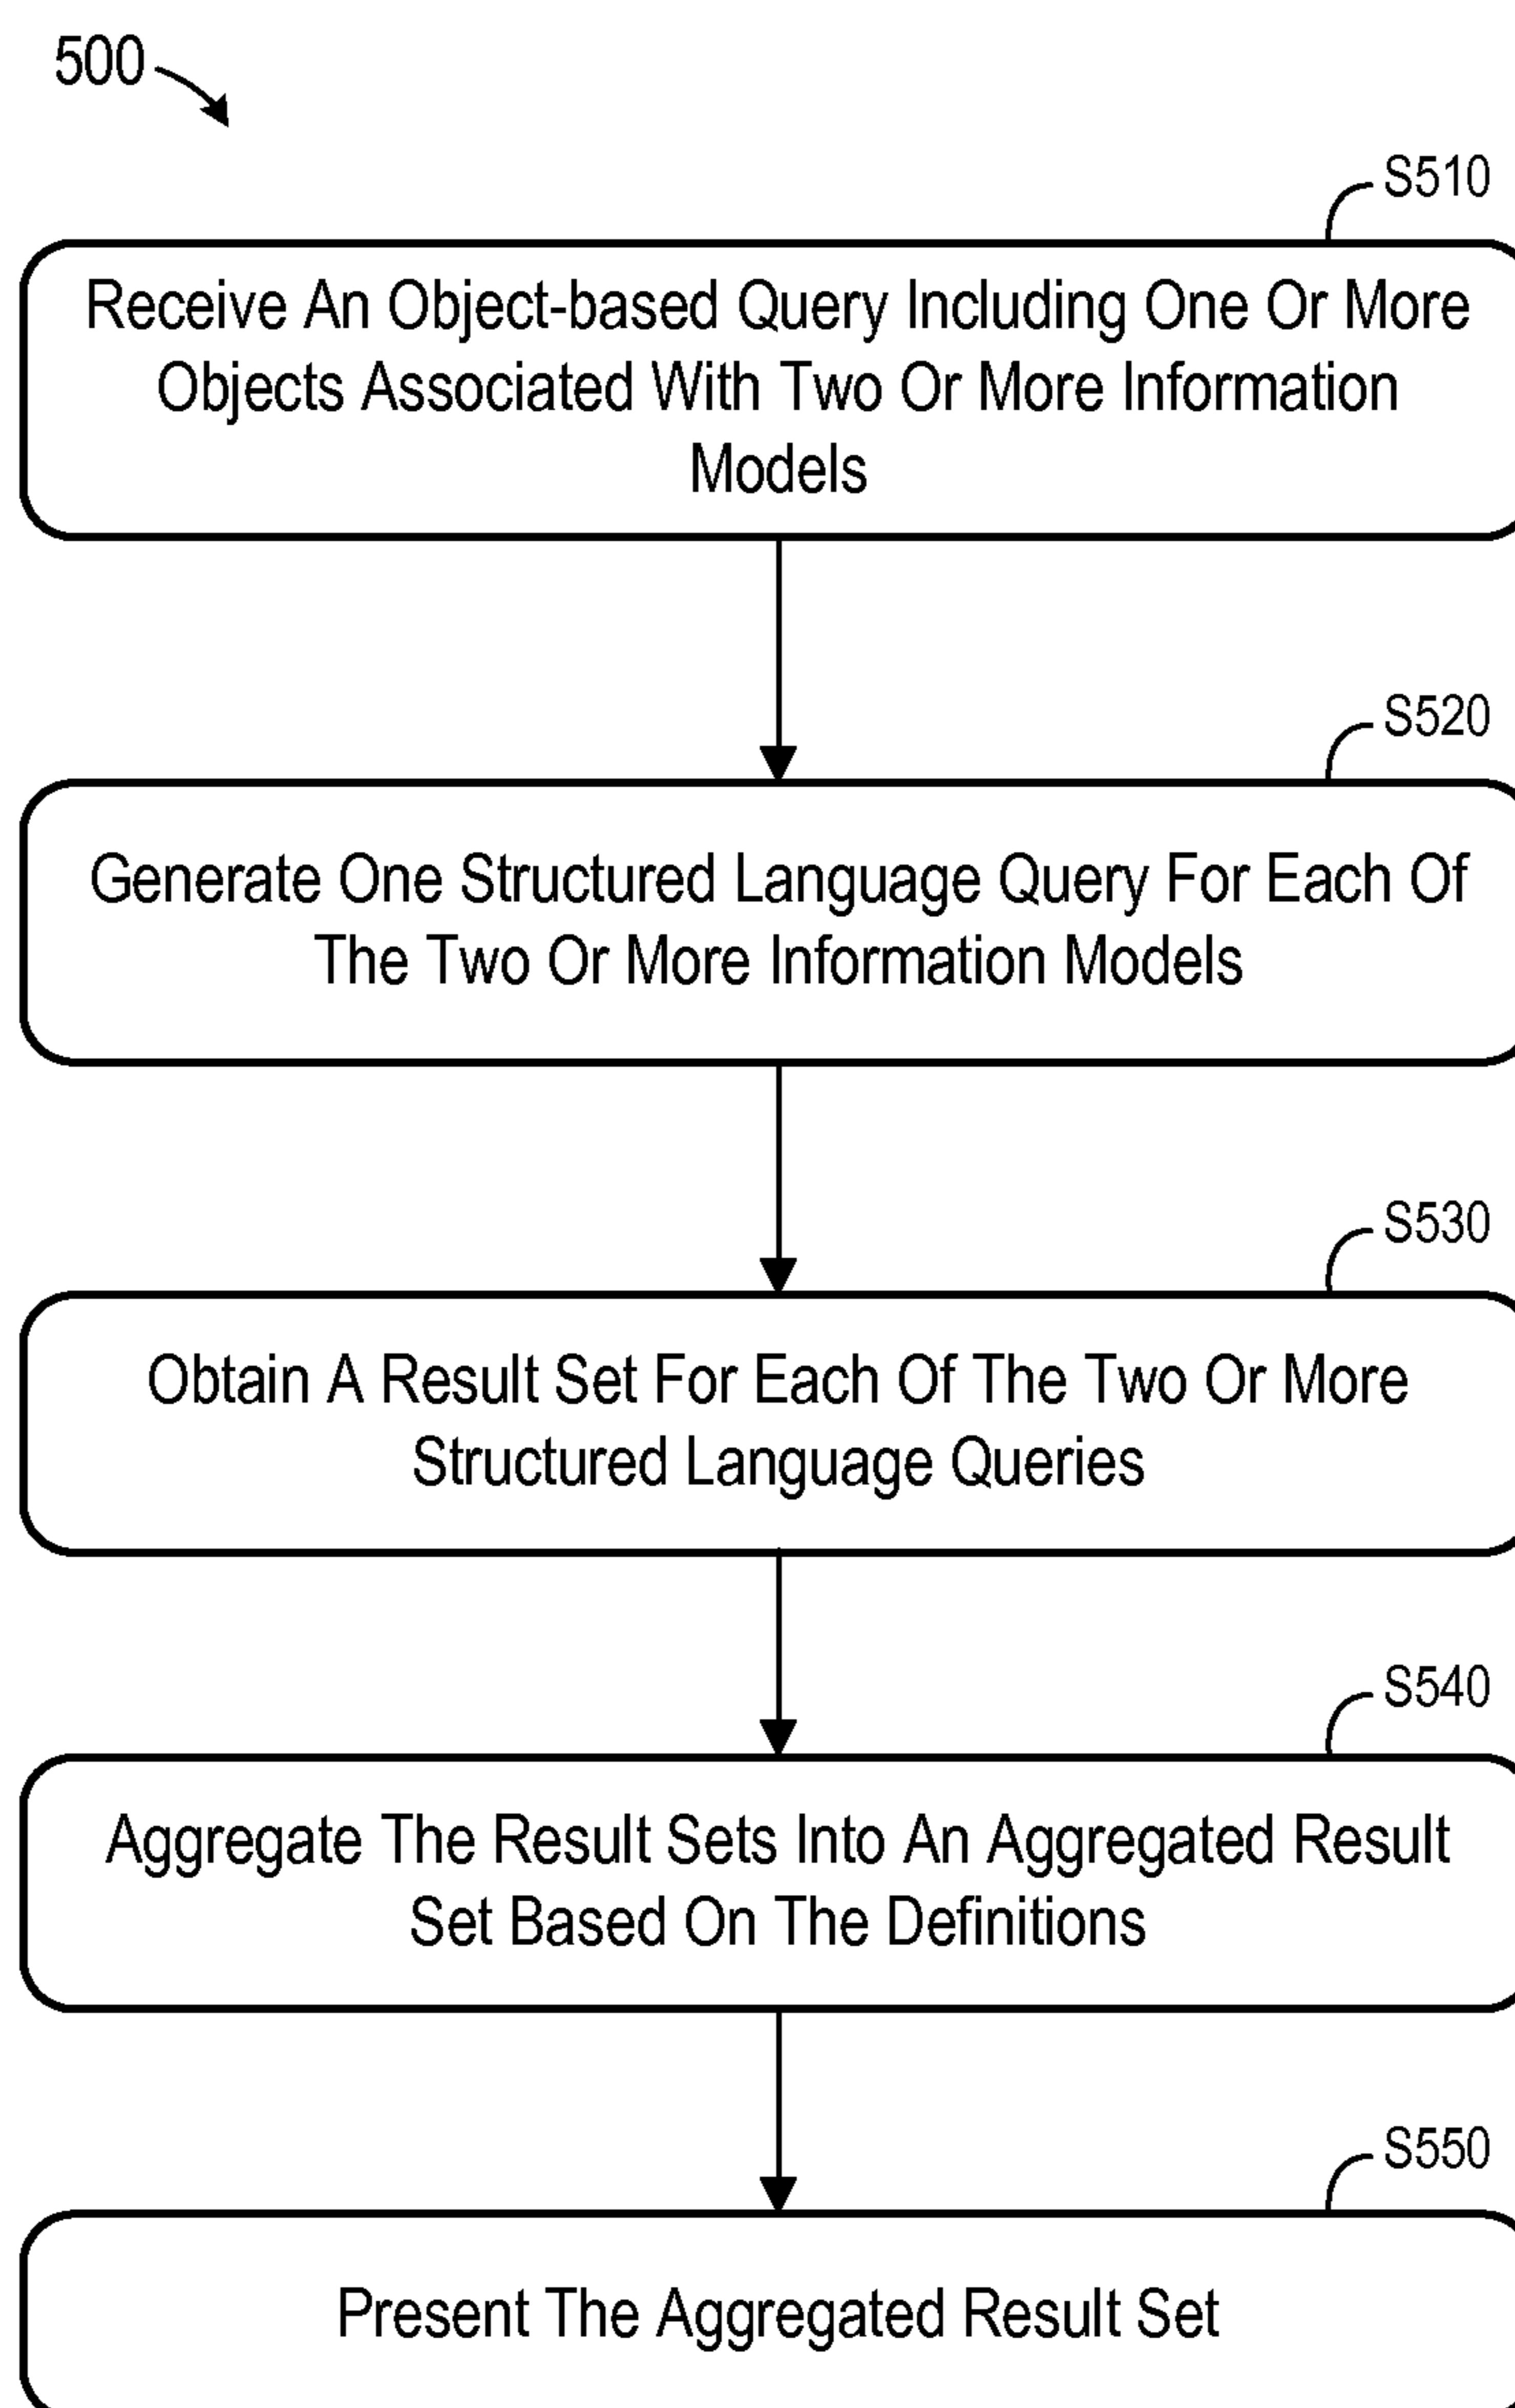 500
S510
Receive An Object-based Query Including One Or More
Objects Associated With Two Or More Information
Models
S520
Generate One Structured Language Query For Each Of
The Two Or More Information Models
S530
Obtain A Result Set For Each Of The Two Or More
Structured Language Queries
S540
Aggregate The Result Sets Into An Aggregated Result
Set Based On The Definitions
S550
Present The Aggregated Result Set